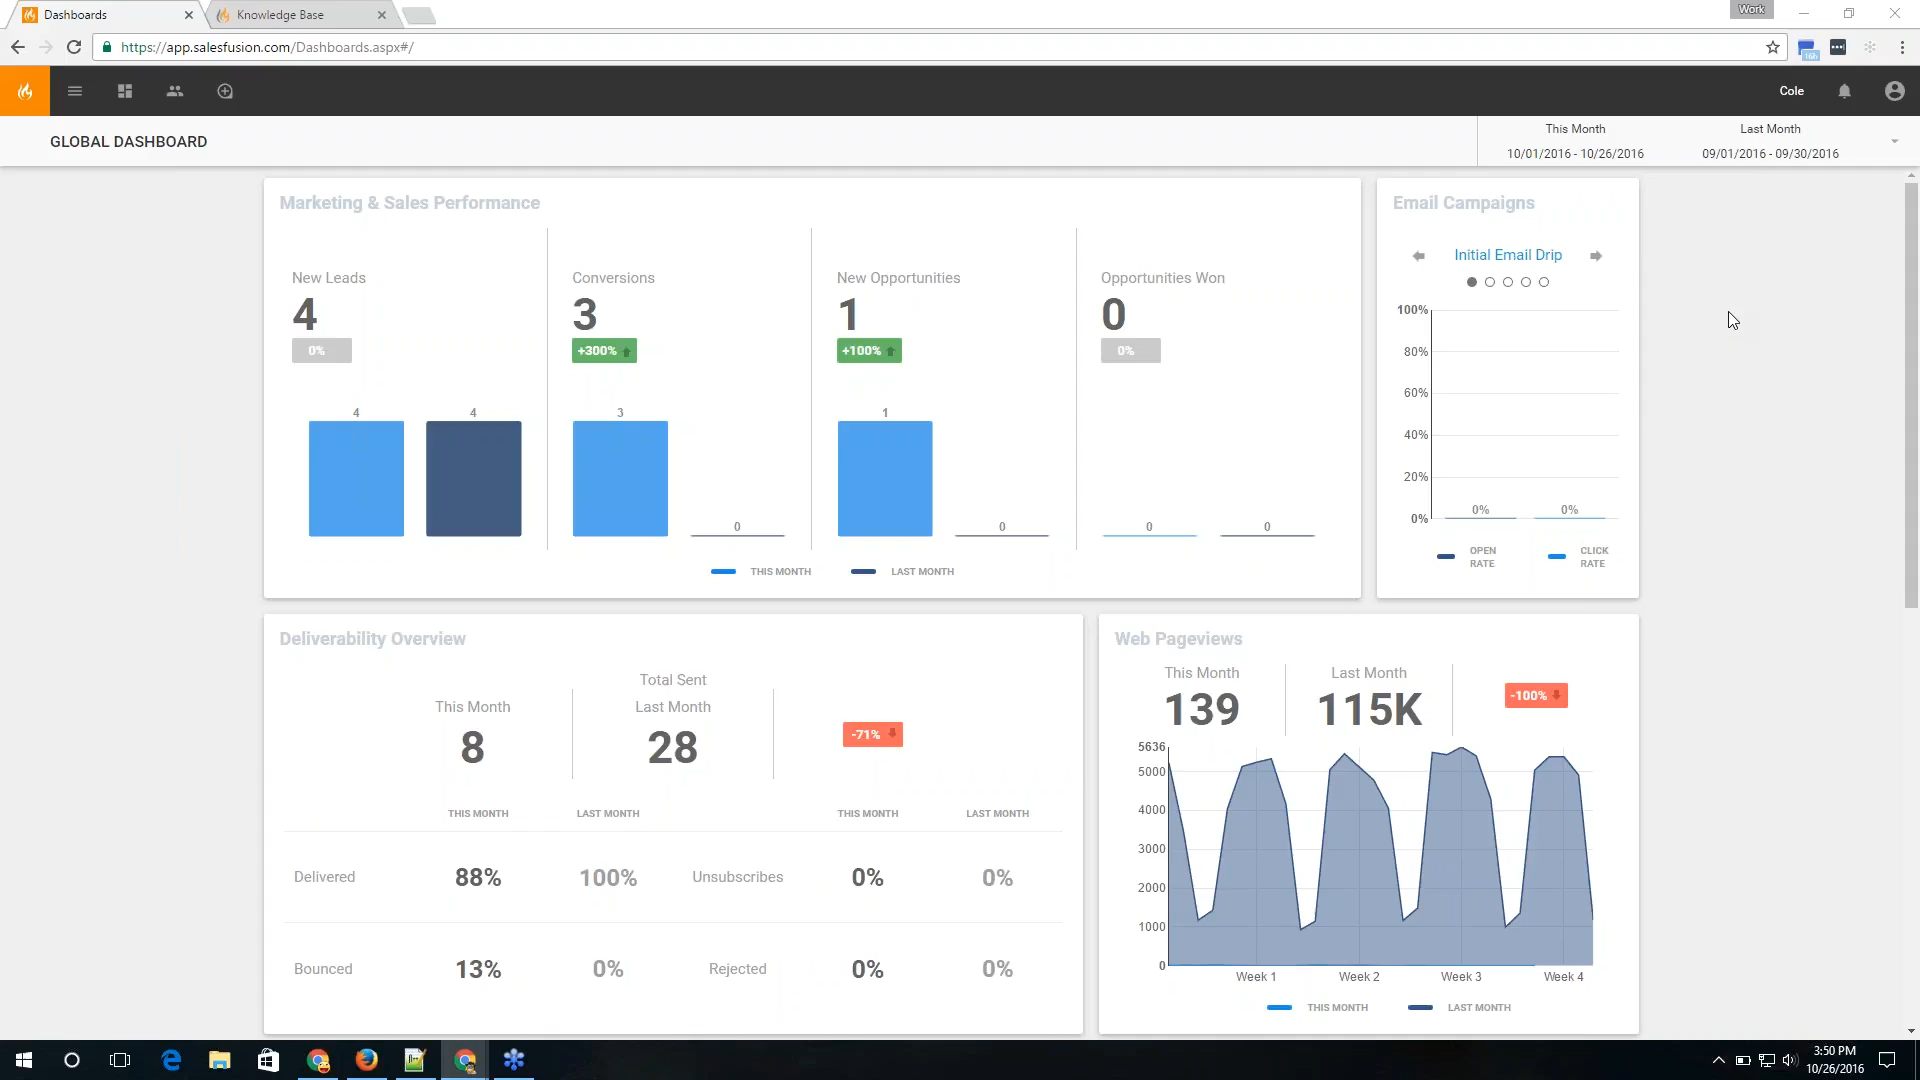 Dashboards
Knowledge Base
Work
https://app.salesfusion.com/Dashboards.aspx#/
Cole
GLOBAL DASHBOARD
This Month
Last Month
10/01/2016 - 10/26/2016
09/01/2016 - 09/30/2016
Marketing & Sales Performance
New Leads
4
0%
4
4
Conversions
3
+300%
3
0
New Opportunities
1
+100%
1
0
Opportunities Won
0
0%
0
0
THIS MONTH
LAST MONTH
Email Campaigns
Initial Email Drip
100%
80%
60%
40%
20%
0%
0%
0%
OPEN RATE
CLICK RATE
Deliverability Overview
Total Sent
This Month
Last Month
8
28
-71%
THIS MONTH
LAST MONTH
THIS MONTH
LAST MONTH
Delivered
88%
100%
Unsubscribes
0%
0%
Bounced
13%
0%
Rejected
0%
0%
Web Pageviews
This Month
Last Month
139
115K
-100%
5636
5000
4000
3000
2000
1000
0
Week 1
Week 2
Week 3
Week 4
THIS MONTH
LAST MONTH
3:50 PM
10/26/2016